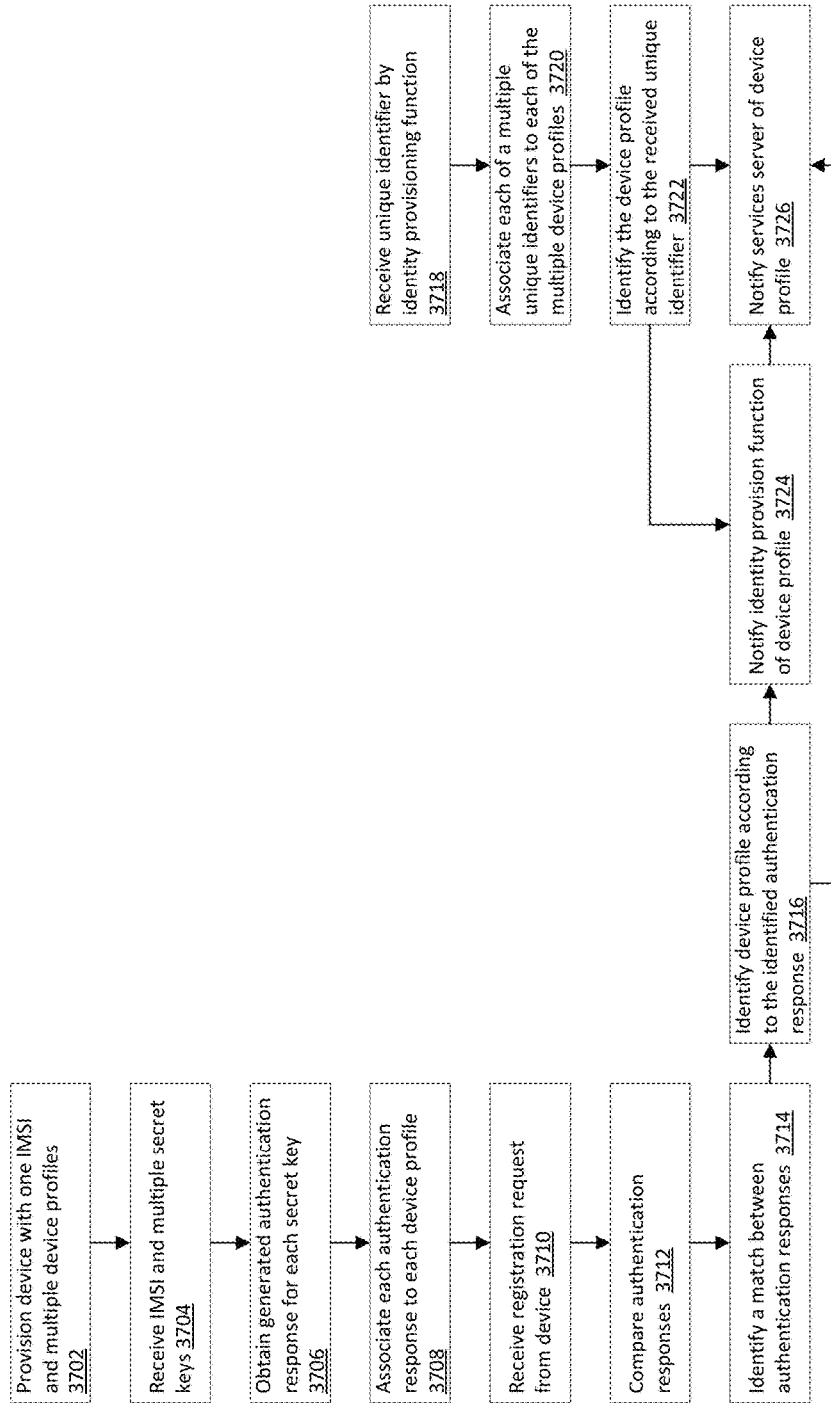 Provision device with one IMSI
and multiple device profiles
3702
Receive IMSI and multiple secret
keys 3704
Obtain generated authentication
response for each secret key
3706
Associate each authentication
response to each device profile
3708
Receive registration request
from device 3710
Compare authentication
responses 3712
Identify a match between
authentication responses 3714
Identify device profile according
to the identified authentication
response 3716
Receive unique identifier by
identity provisioning function
3718
Associate each of a multiple
unique identifiers to each of the
multiple device profiles 3720
Identify the device profile
according to the received unique
identifier 3722
Notify identity provision function
of device profile 3724
Notify services server of device
profile 3726